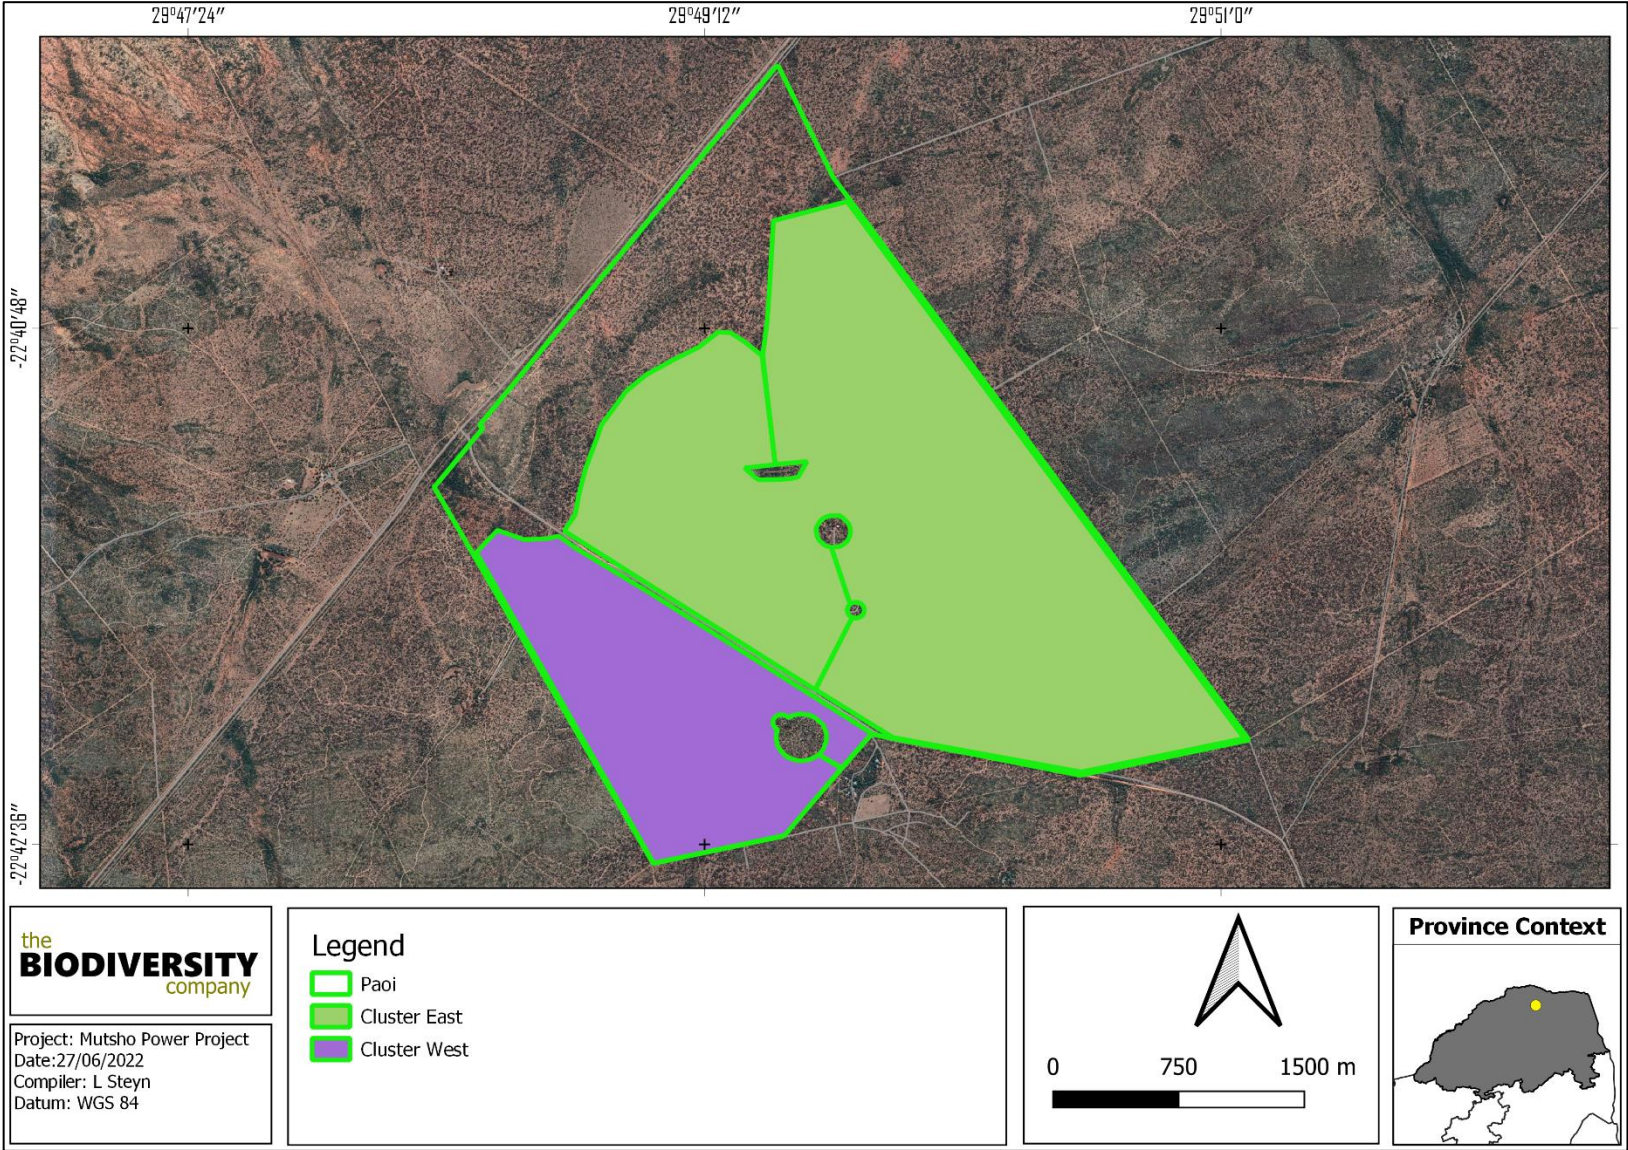 29°47'24" 29°49'12" 29°51'0"
-22°40'48"
-22°42'36"
the
BIODIVERSITY
company
Project: Mutsho Power Project
Date:27/06/2022
Compiler: L Steyn
Datum: WGS 84
Legend
Paoi
Cluster East
Cluster West
0 750 1500 m
Province Context